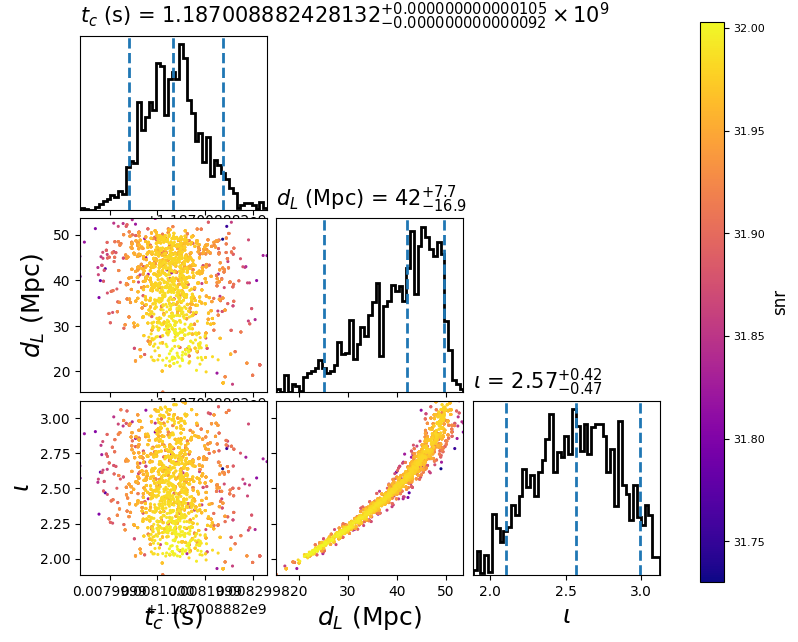 t_c (s) = 1.187008882428132^{+0.000000000000105}_{-0.000000000000092} × 10^9
32.00
d_L (Mpc) = 42^{+7.7}_{-16.9}
31.95
50
40
30
20
d_L (Mpc)
31.90
snr
31.85
ι = 2.57^{+0.42}_{-0.47}
31.80
3.00
2.75
2.50
2.25
2.00
ι
31.75
20 30 40 50
2.0 2.5 3.0
+1.187008882e9
t_c (s)
d_L (Mpc)
ι